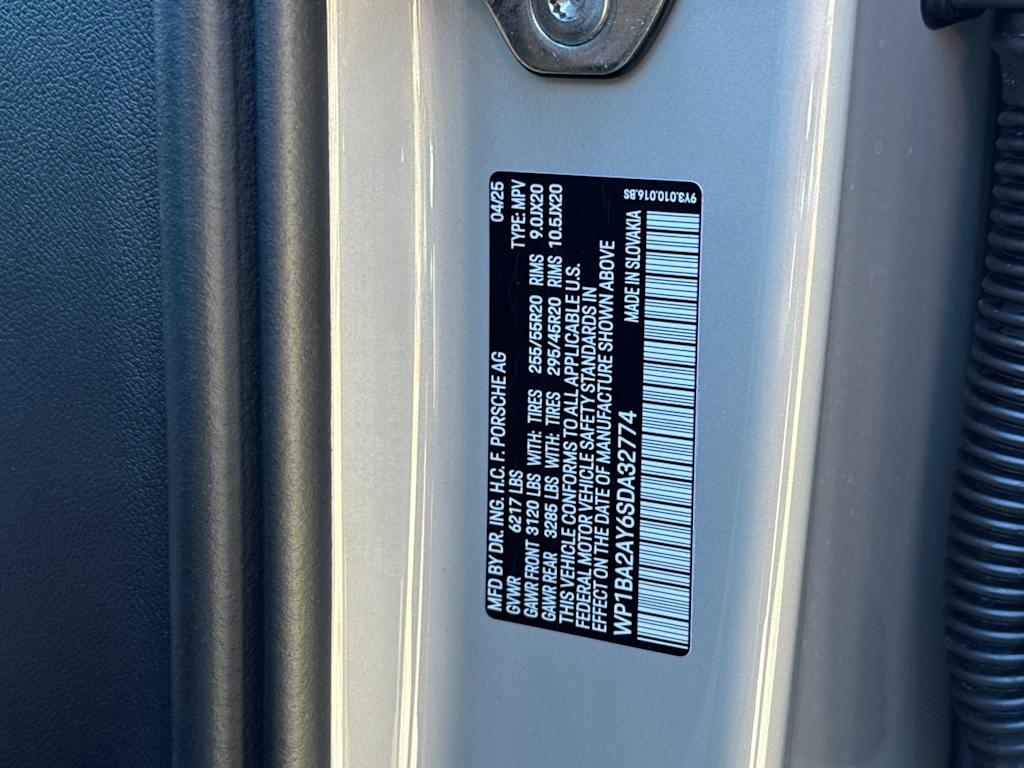 MFD BY DR. ING. H.C. F. PORSCHE AG 04/25
GVWR 6217 LBS TYPE: MPV
GAWR FRONT 3120 LBS WITH: TIRES 255/55R20 RIMS 9.0JX20
GAWR REAR 3285 LBS WITH: TIRES 295/45R20 RIMS 10.5JX20
THIS VEHICLE CONFORMS TO ALL APPLICABLE U.S.
FEDERAL MOTOR VEHICLE SAFETY STANDARDS IN
EFFECT ON THE DATE OF MANUFACTURE SHOWN ABOVE
WP1BA2AY6SDA32774 MADE IN SLOVAKIA
9Y3.010.016.BS